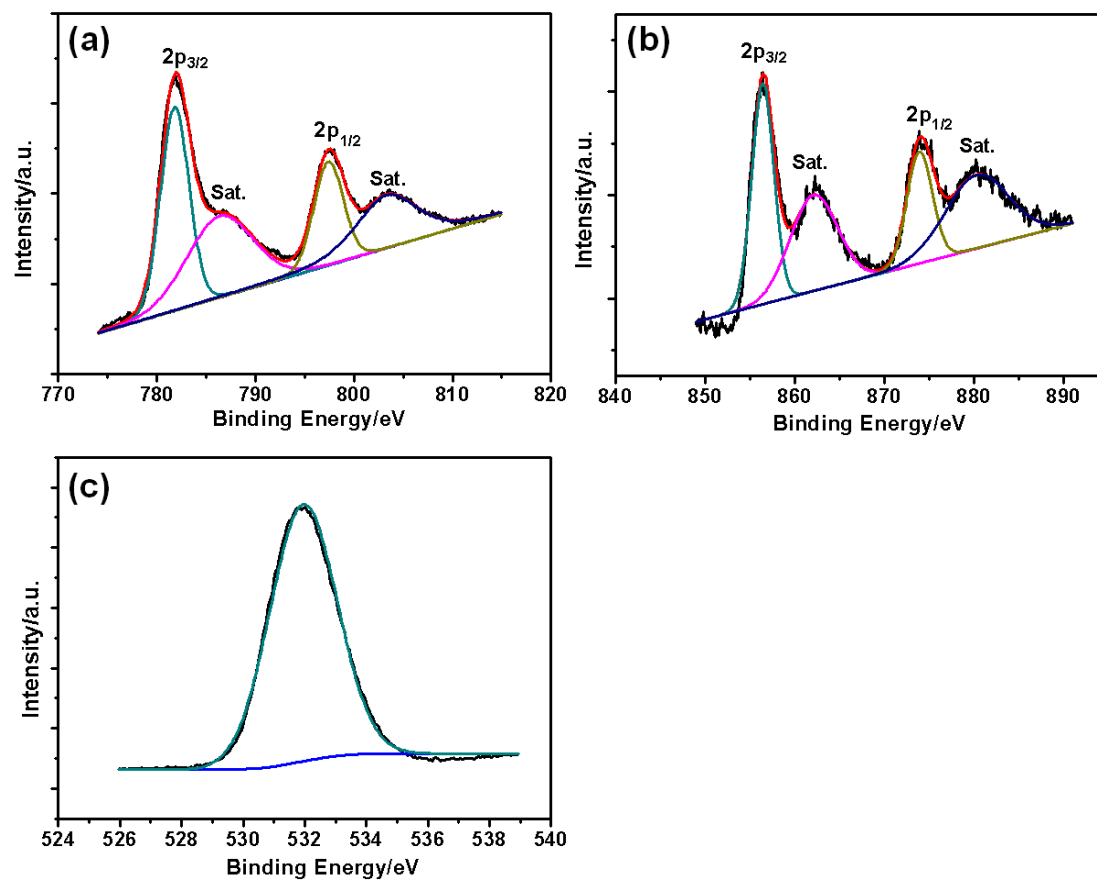 (a)
2p3/2
Sat.
2p1/2
Sat.
Intensity/a.u.
770 780 790 800 810 820
Binding Energy/eV
(b)
2p3/2
Sat.
2p1/2
Sat.
Intensity/a.u.
840 850 860 870 880 890
Binding Energy/eV
(c)
Intensity/a.u.
524 526 528 530 532 534 536 538 540
Binding Energy/eV